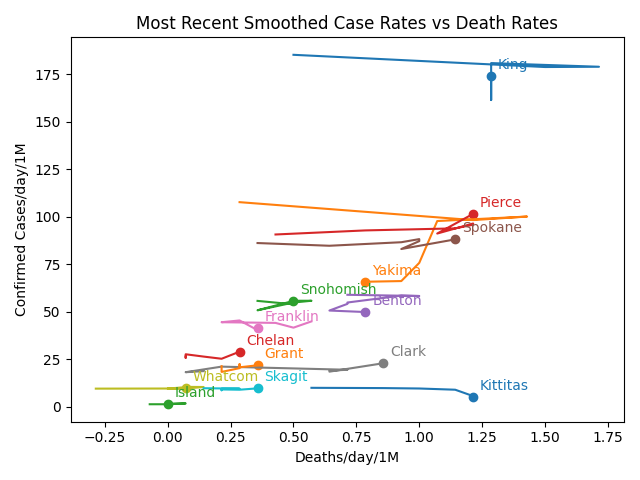 Most Recent Smoothed Case Rates vs Death Rates
Confirmed Cases/day/1M
175
150
125
100
75
50
25
0
King
Pierce
Spokane
Yakima
Snohomish
Benton
Franklin
Chelan
Grant
Clark
Whatcom
Skagit
Kittitas
Island
−0.25
0.00
0.25
0.50
0.75
1.00
1.25
1.50
1.75
Deaths/day/1M